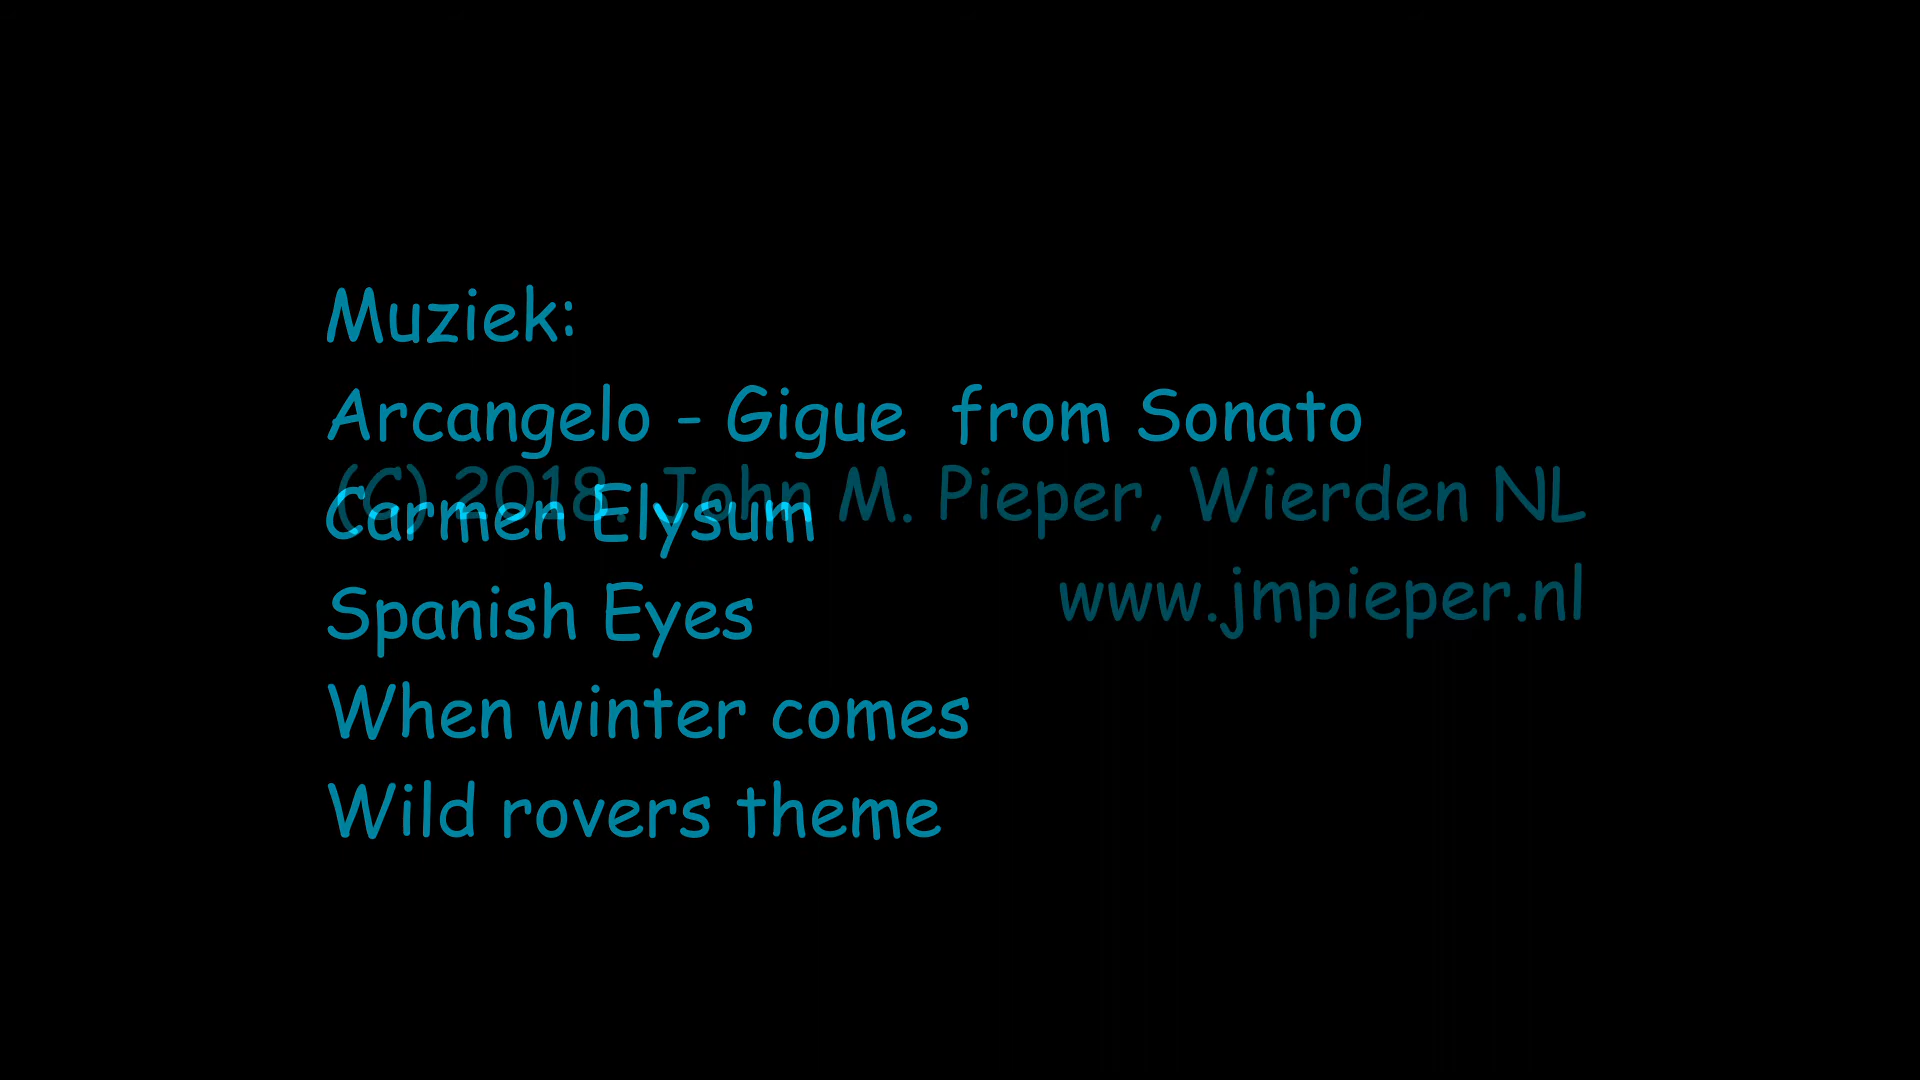 Muziek:
Arcangelo - Gigue  from Sonato
(C) 2018. John M. Pieper, Wierden NL
Carmen Elysum
Spanish Eyes
www.jmpieper.nl
When winter comes
Wild rovers theme